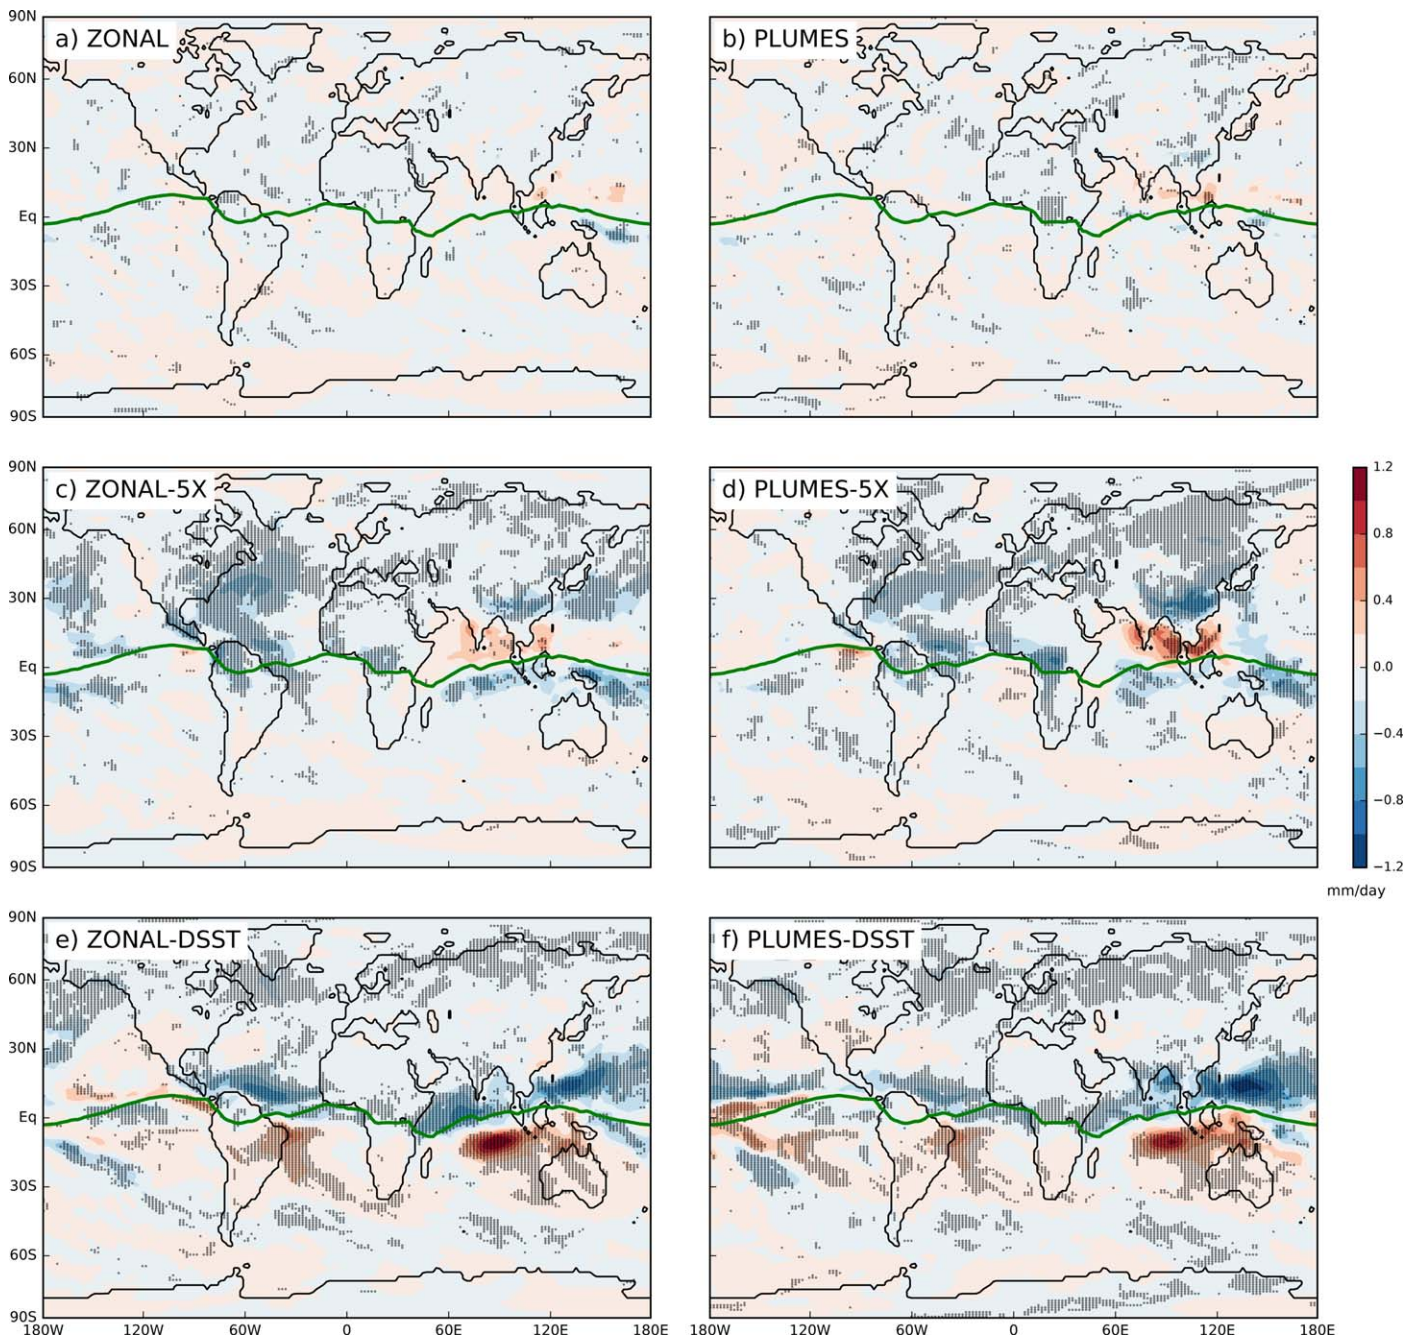 90N
a) ZONAL
b) PLUMES
60N
30N
Eq
30S
60S
90S
90N
c) ZONAL-5X
d) PLUMES-5X
1.2
60N
0.8
30N
0.4
Eq
0.0
30S
−0.4
60S
−0.8
90S
−1.2
mm/day
90N
e) ZONAL-DSST
f) PLUMES-DSST
60N
30N
Eq
30S
60S
90S
180W 120W 60W 0 60E 120E 180E 180W 120W 60W 0 60E 120E 180E